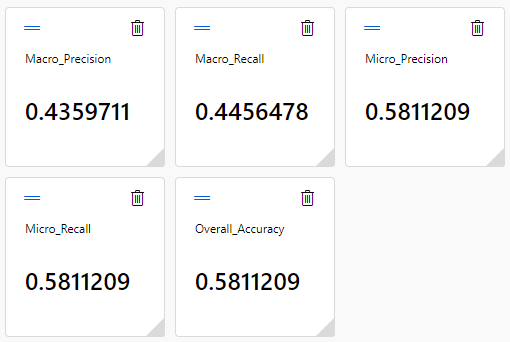 Macro_Precision
0.4359711
Macro_Recall
0.4456478
Micro_Precision
0.5811209
Micro_Recall
0.5811209
Overall_Accuracy
0.5811209